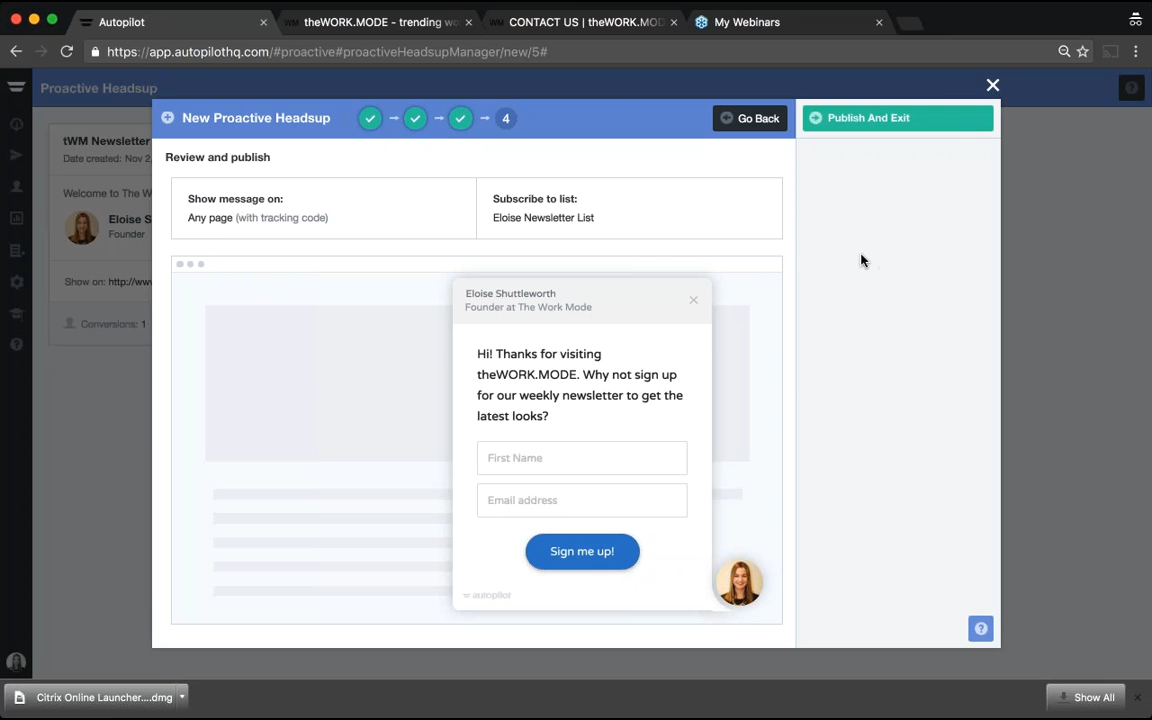 Autopilot
theWORK.MODE - trending wo
CONTACT US | theWORK.MOD
My Webinars
https://app.autopilothq.com/#proactive#proactiveHeadsupManager/new/5#
Proactive Headsup
New Proactive Headsup
4
Go Back
Publish And Exit
tWM Newsletter
Date created: Nov 2,
Welcome to The W
Eloise S
Founder
Show on: http://www
Conversions: 1
Review and publish
Show message on:
Any page (with tracking code)
Subscribe to list:
Eloise Newsletter List
Eloise Shuttleworth
Founder at The Work Mode
Hi! Thanks for visiting
theWORK.MODE. Why not sign up
for our weekly newsletter to get the
latest looks?
First Name
Email address
Sign me up!
autopilot
Citrix Online Launcher....dmg
Show All